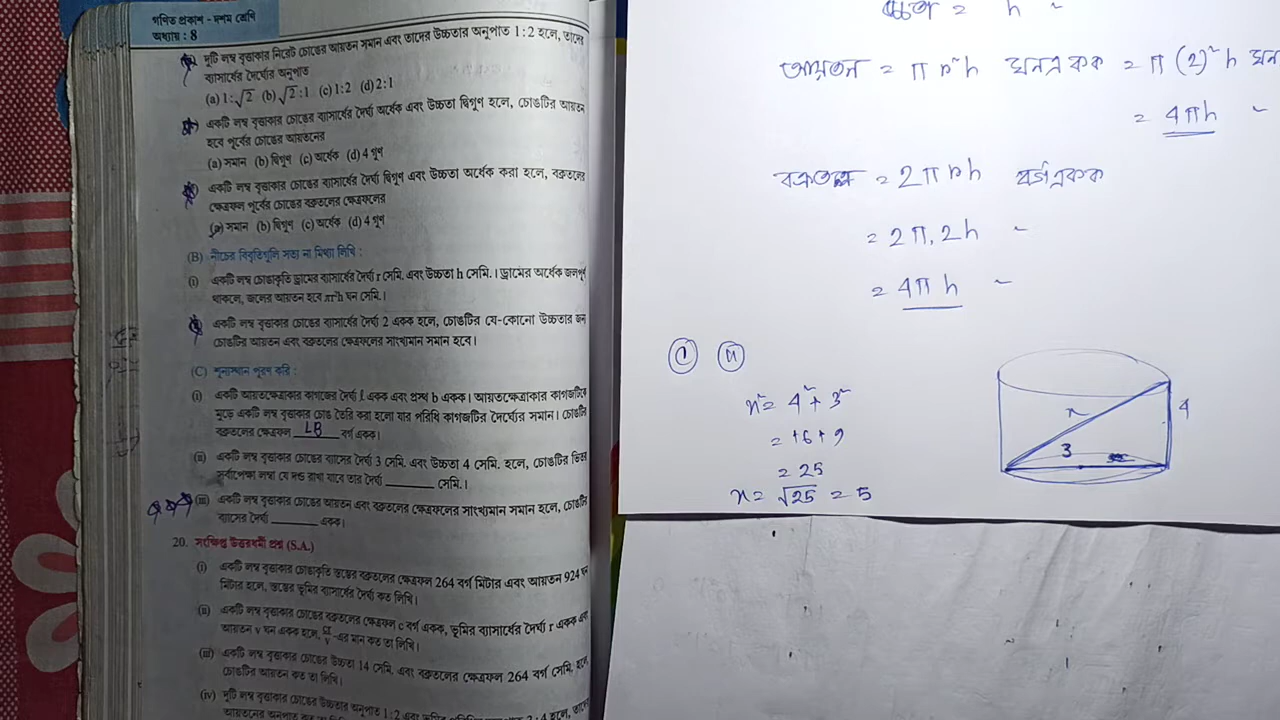 গণিত প্রকাশ - দশম শ্রেণি
অধ্যায় : 8
দুটি লম্ব বৃত্তাকার নিরেট চোঙের আয়তন সমান এবং তাদের উচ্চতার অনুপাত 1:2 হলে, তাদের
ব্যাসার্ধের দৈর্ঘ্যের অনুপাত
(a) 1:√2 (b) √2:1 (c) 1:2 (d) 2:1
একটি লম্ব বৃত্তাকার চোঙের ব্যাসার্ধের দৈর্ঘ্য অর্ধেক এবং উচ্চতা দ্বিগুণ হলে, চোঙটির আয়তন
হবে পূর্বের চোঙের আয়তনের
(a) সমান (b) দ্বিগুণ (c) অর্ধেক (d) 4 গুণ
একটি লম্ব বৃত্তাকার চোঙের ব্যাসার্ধের দৈর্ঘ্য দ্বিগুণ এবং উচ্চতা অর্ধেক করা হলে, বক্রতলের
ক্ষেত্রফল পূর্বের চোঙের বক্রতলের ক্ষেত্রফলের
(a) সমান (b) দ্বিগুণ (c) অর্ধেক (d) 4 গুণ
(B) নীচের বিবৃতিগুলি সত্য না মিথ্যা লিখি :
(i) একটি লম্ব চোঙাকৃতি ড্রামের ব্যাসার্ধের দৈর্ঘ্য r সেমি. এবং উচ্চতা h সেমি.। ড্রামের অর্ধেক জলপূর্ণ
থাকলে, জলের আয়তন হবে πr²h ঘন সেমি.।
একটি লম্ব বৃত্তাকার চোঙের ব্যাসার্ধের দৈর্ঘ্য 2 একক হলে, চোঙটির যে-কোনো উচ্চতার জন্য
চোঙটির আয়তন এবং বক্রতলের ক্ষেত্রফলের সাংখ্যমান সমান হবে।
(C) শূন্যস্থান পূরণ করি :
(i) একটি আয়তক্ষেত্রাকার কাগজের দৈর্ঘ্য l একক এবং প্রস্থ b একক। আয়তক্ষেত্রাকার কাগজটিকে
মুড়ে একটি লম্ব বৃত্তাকার চোঙ তৈরি করা হলো যার পরিধি কাগজটির দৈর্ঘ্যের সমান। চোঙটির
বক্রতলের ক্ষেত্রফল LB বর্গ একক।
(ii) একটি লম্ব বৃত্তাকার চোঙের ব্যাসের দৈর্ঘ্য 3 সেমি. এবং উচ্চতা 4 সেমি. হলে, চোঙটির ভিতর
সর্বাপেক্ষা লম্বা যে দন্ড রাখা যাবে তার দৈর্ঘ্য ______ সেমি.।
(iii) একটি লম্ব বৃত্তাকার চোঙের আয়তন এবং বক্রতলের ক্ষেত্রফলের সাংখ্যমান সমান হলে, চোঙটির
ব্যাসের দৈর্ঘ্য ______ একক।
20. সংক্ষিপ্ত উত্তরধর্মী প্রশ্ন (S.A.)
(i) একটি লম্ব বৃত্তাকার চোঙাকৃতি স্তম্ভের বক্রতলের ক্ষেত্রফল 264 বর্গ মিটার এবং আয়তন 924 ঘন
মিটার হলে, স্তম্ভের ভূমির ব্যাসার্ধের দৈর্ঘ্য কত লিখি।
(ii) একটি লম্ব বৃত্তাকার চোঙের বক্রতলের ক্ষেত্রফল c বর্গ একক, ভূমির ব্যাসার্ধের দৈর্ঘ্য r একক এবং
আয়তন v ঘন একক হলে, -এর মান কত তা লিখি।
(iii) একটি লম্ব বৃত্তাকার চোঙের উচ্চতা 14 সেমি. এবং বক্রতলের ক্ষেত্রফল 264 বর্গ সেমি. হলে,
চোঙটির আয়তন কত তা লিখি।
(iv) দুটি লম্ব বৃত্তাকার চোঙের উচ্চতার অনুপাত 1:2 এবং ভূমির
= h
আয়তন = πr²h ঘনএকক = π(2)²h ঘন
= 4πh
বক্রতল = 2πrh বর্গএকক
= 2π.2h
= 4πh
x² = 4² + 3²
= 16 + 9
= 25
x = √25 = 5
x
4
3